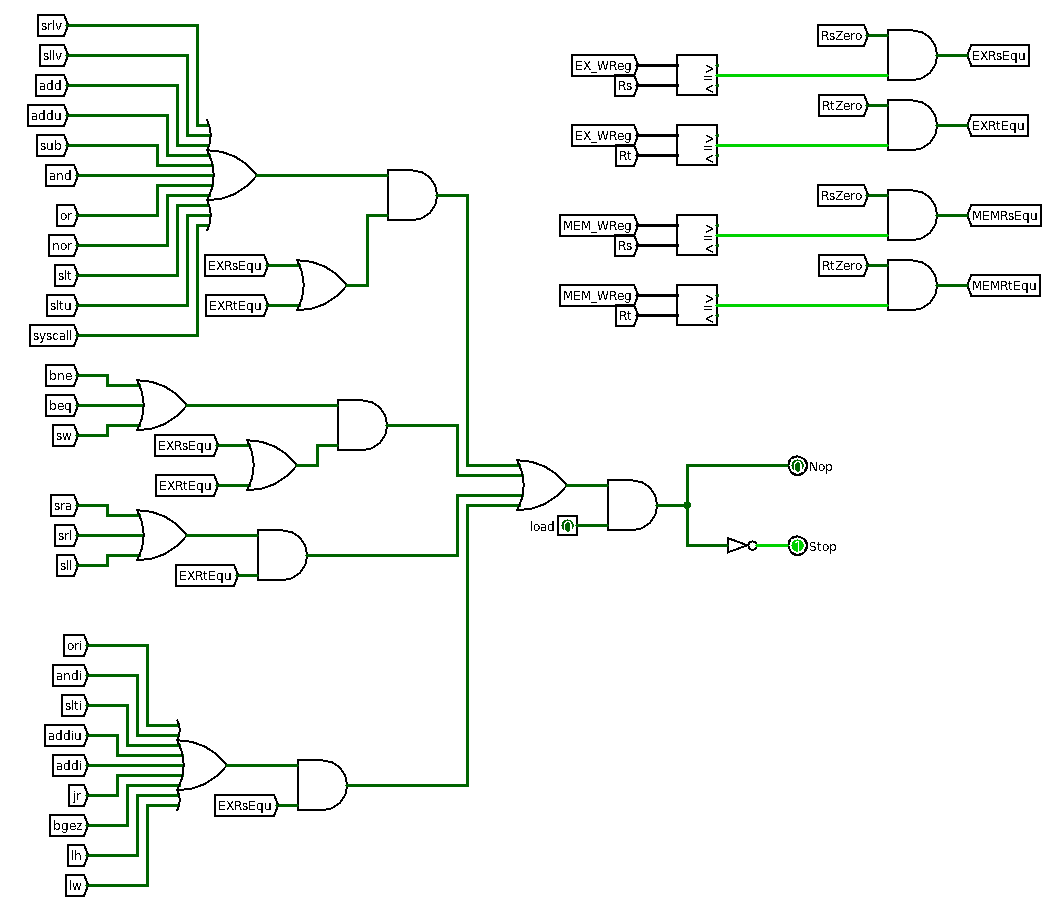 srlv
sllv
add
addu
sub
and
or
nor
slt
sltu
syscall
EXRsEqu
EXRtEqu
bne
beq
sw
EXRsEqu
EXRtEqu
sra
srl
sll
EXRtEqu
ori
andi
slti
addiu
addi
jr
bgez
lh
lw
EXRsEqu
load
Nop
Stop
EX_WReg
Rs
> = <
RsZero
EXRsEqu
EX_WReg
Rt
> = <
RtZero
EXRtEqu
MEM_WReg
Rs
> = <
RsZero
MEMRsEqu
MEM_WReg
Rt
> = <
RtZero
MEMRtEqu